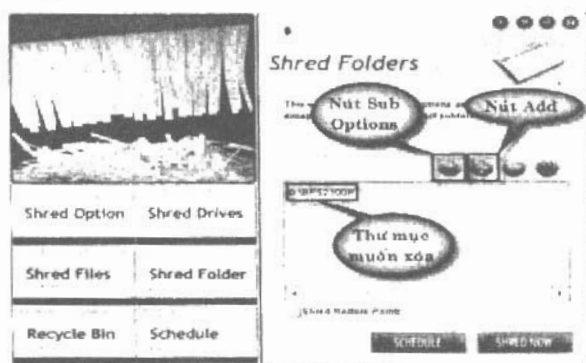 Shred Folders
Nút Sub
Options
Nút Add
Thư mục
muốn xóa
Shred Option
Shred Drives
Shred Files
Shred Folder
Recycle Bin
Schedule
SCHEDULE
SHRED NOW